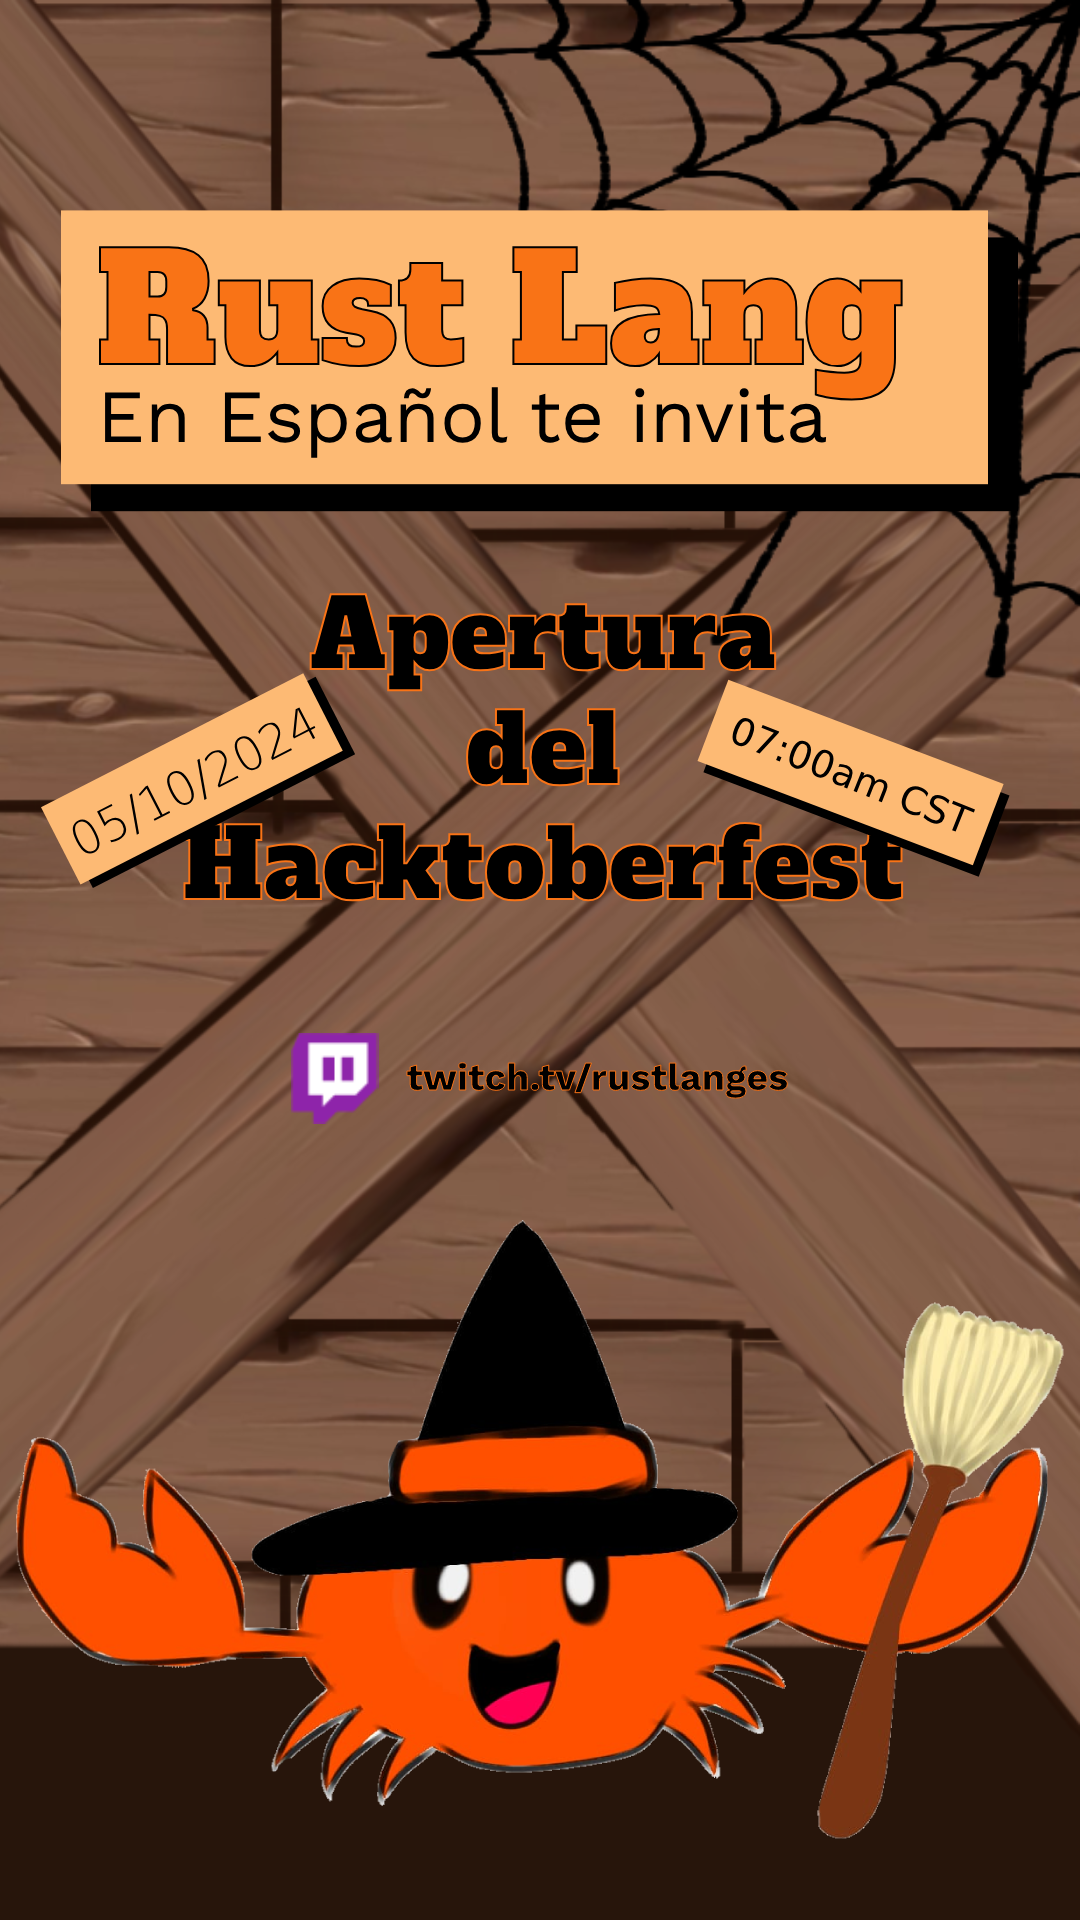 Rust Lang
En Español te invita
Apertura
del
Hacktoberfest
05/10/2024
07:00am CST
twitch.tv/rustlanges